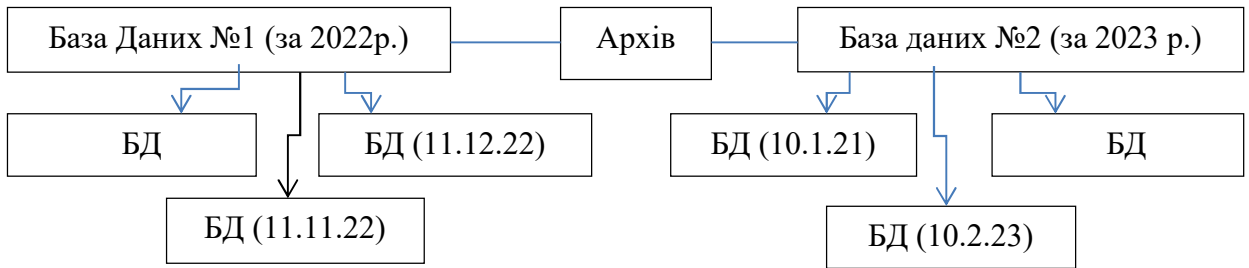 База Даних №1 (за 2022р.)
Архів
База даних №2 (за 2023 р.)
БД
БД (11.12.22)
БД (10.1.21)
БД
БД (11.11.22)
БД (10.2.23)